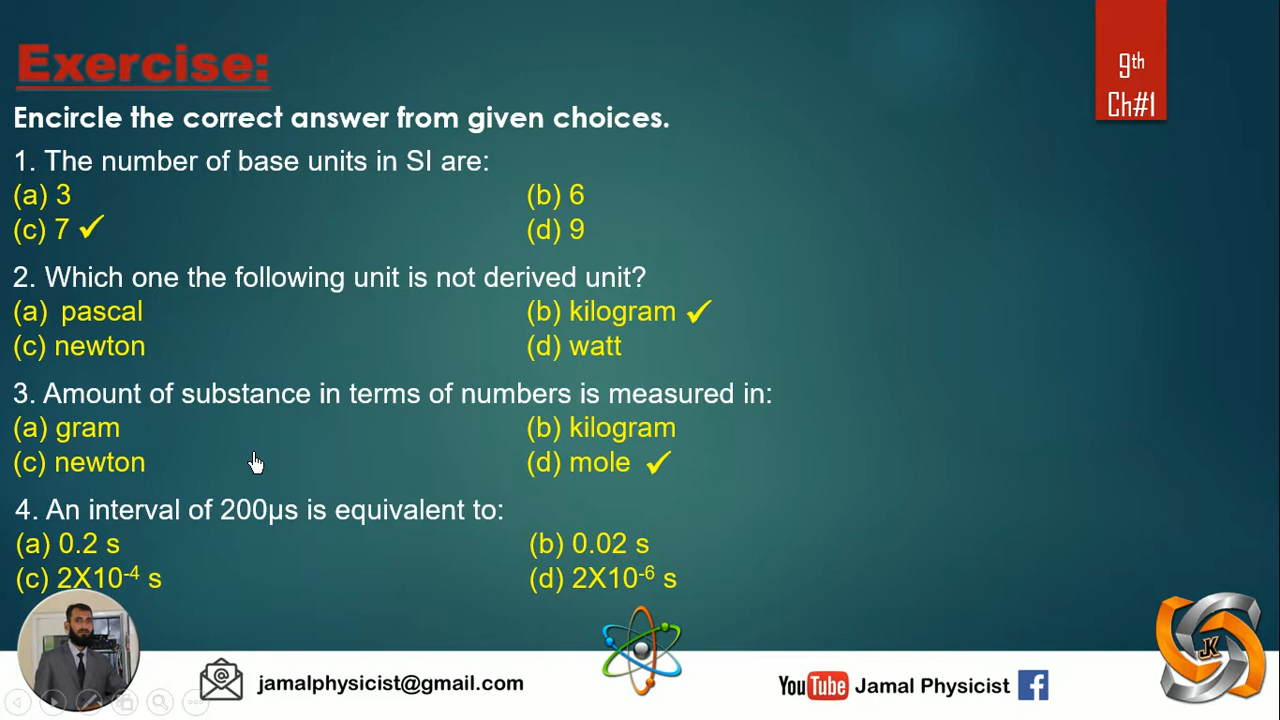 Exercise:
9th
Ch#1
Encircle the correct answer from given choices.
1. The number of base units in SI are:
(a) 3 (b) 6
(c) 7 ✓ (d) 9
2. Which one the following unit is not derived unit?
(a) pascal (b) kilogram ✓
(c) newton (d) watt
3. Amount of substance in terms of numbers is measured in:
(a) gram (b) kilogram
(c) newton (d) mole ✓
4. An interval of 200μs is equivalent to:
(a) 0.2 s (b) 0.02 s
(c) 2X10⁻⁴ s (d) 2X10⁻⁶ s
jamalphysicist@gmail.com
YouTube Jamal Physicist f
JK